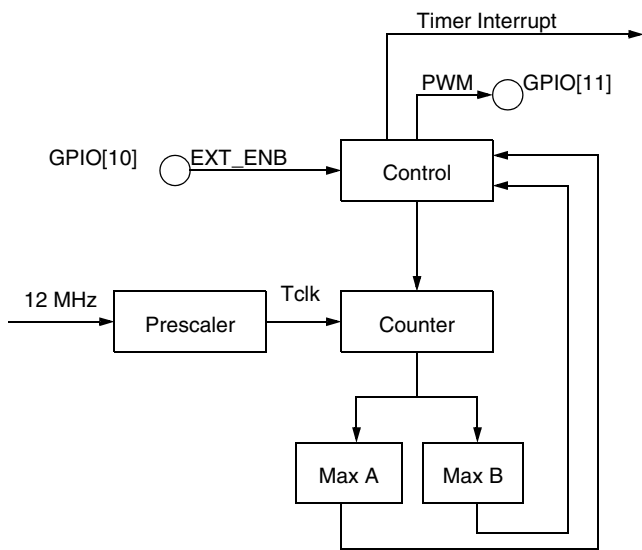 Timer Interrupt
PWM
GPIO[11]
GPIO[10]
EXT_ENB
Control
12 MHz
Tclk
Prescaler
Counter
Max A
Max B